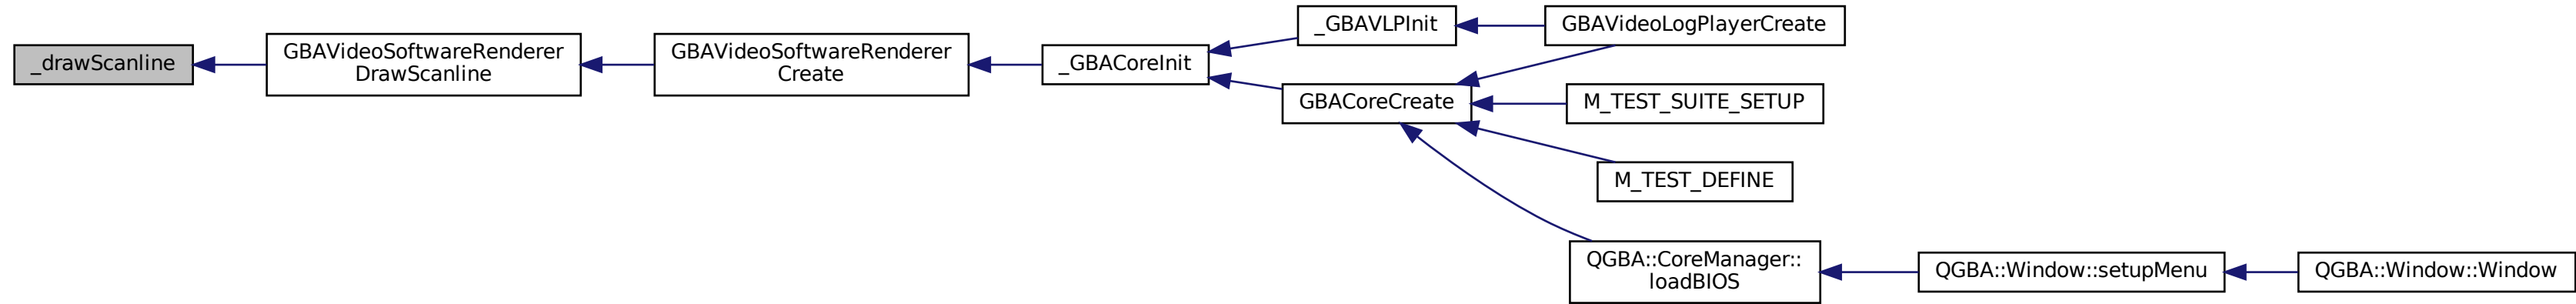 _drawScanline
GBAVideoSoftwareRenderer
DrawScanline
GBAVideoSoftwareRenderer
Create
_GBACoreInit
_GBAVLPInit
GBAVideoLogPlayerCreate
GBACoreCreate
M_TEST_SUITE_SETUP
M_TEST_DEFINE
QGBA::CoreManager::
loadBIOS
QGBA::Window::setupMenu
QGBA::Window::Window